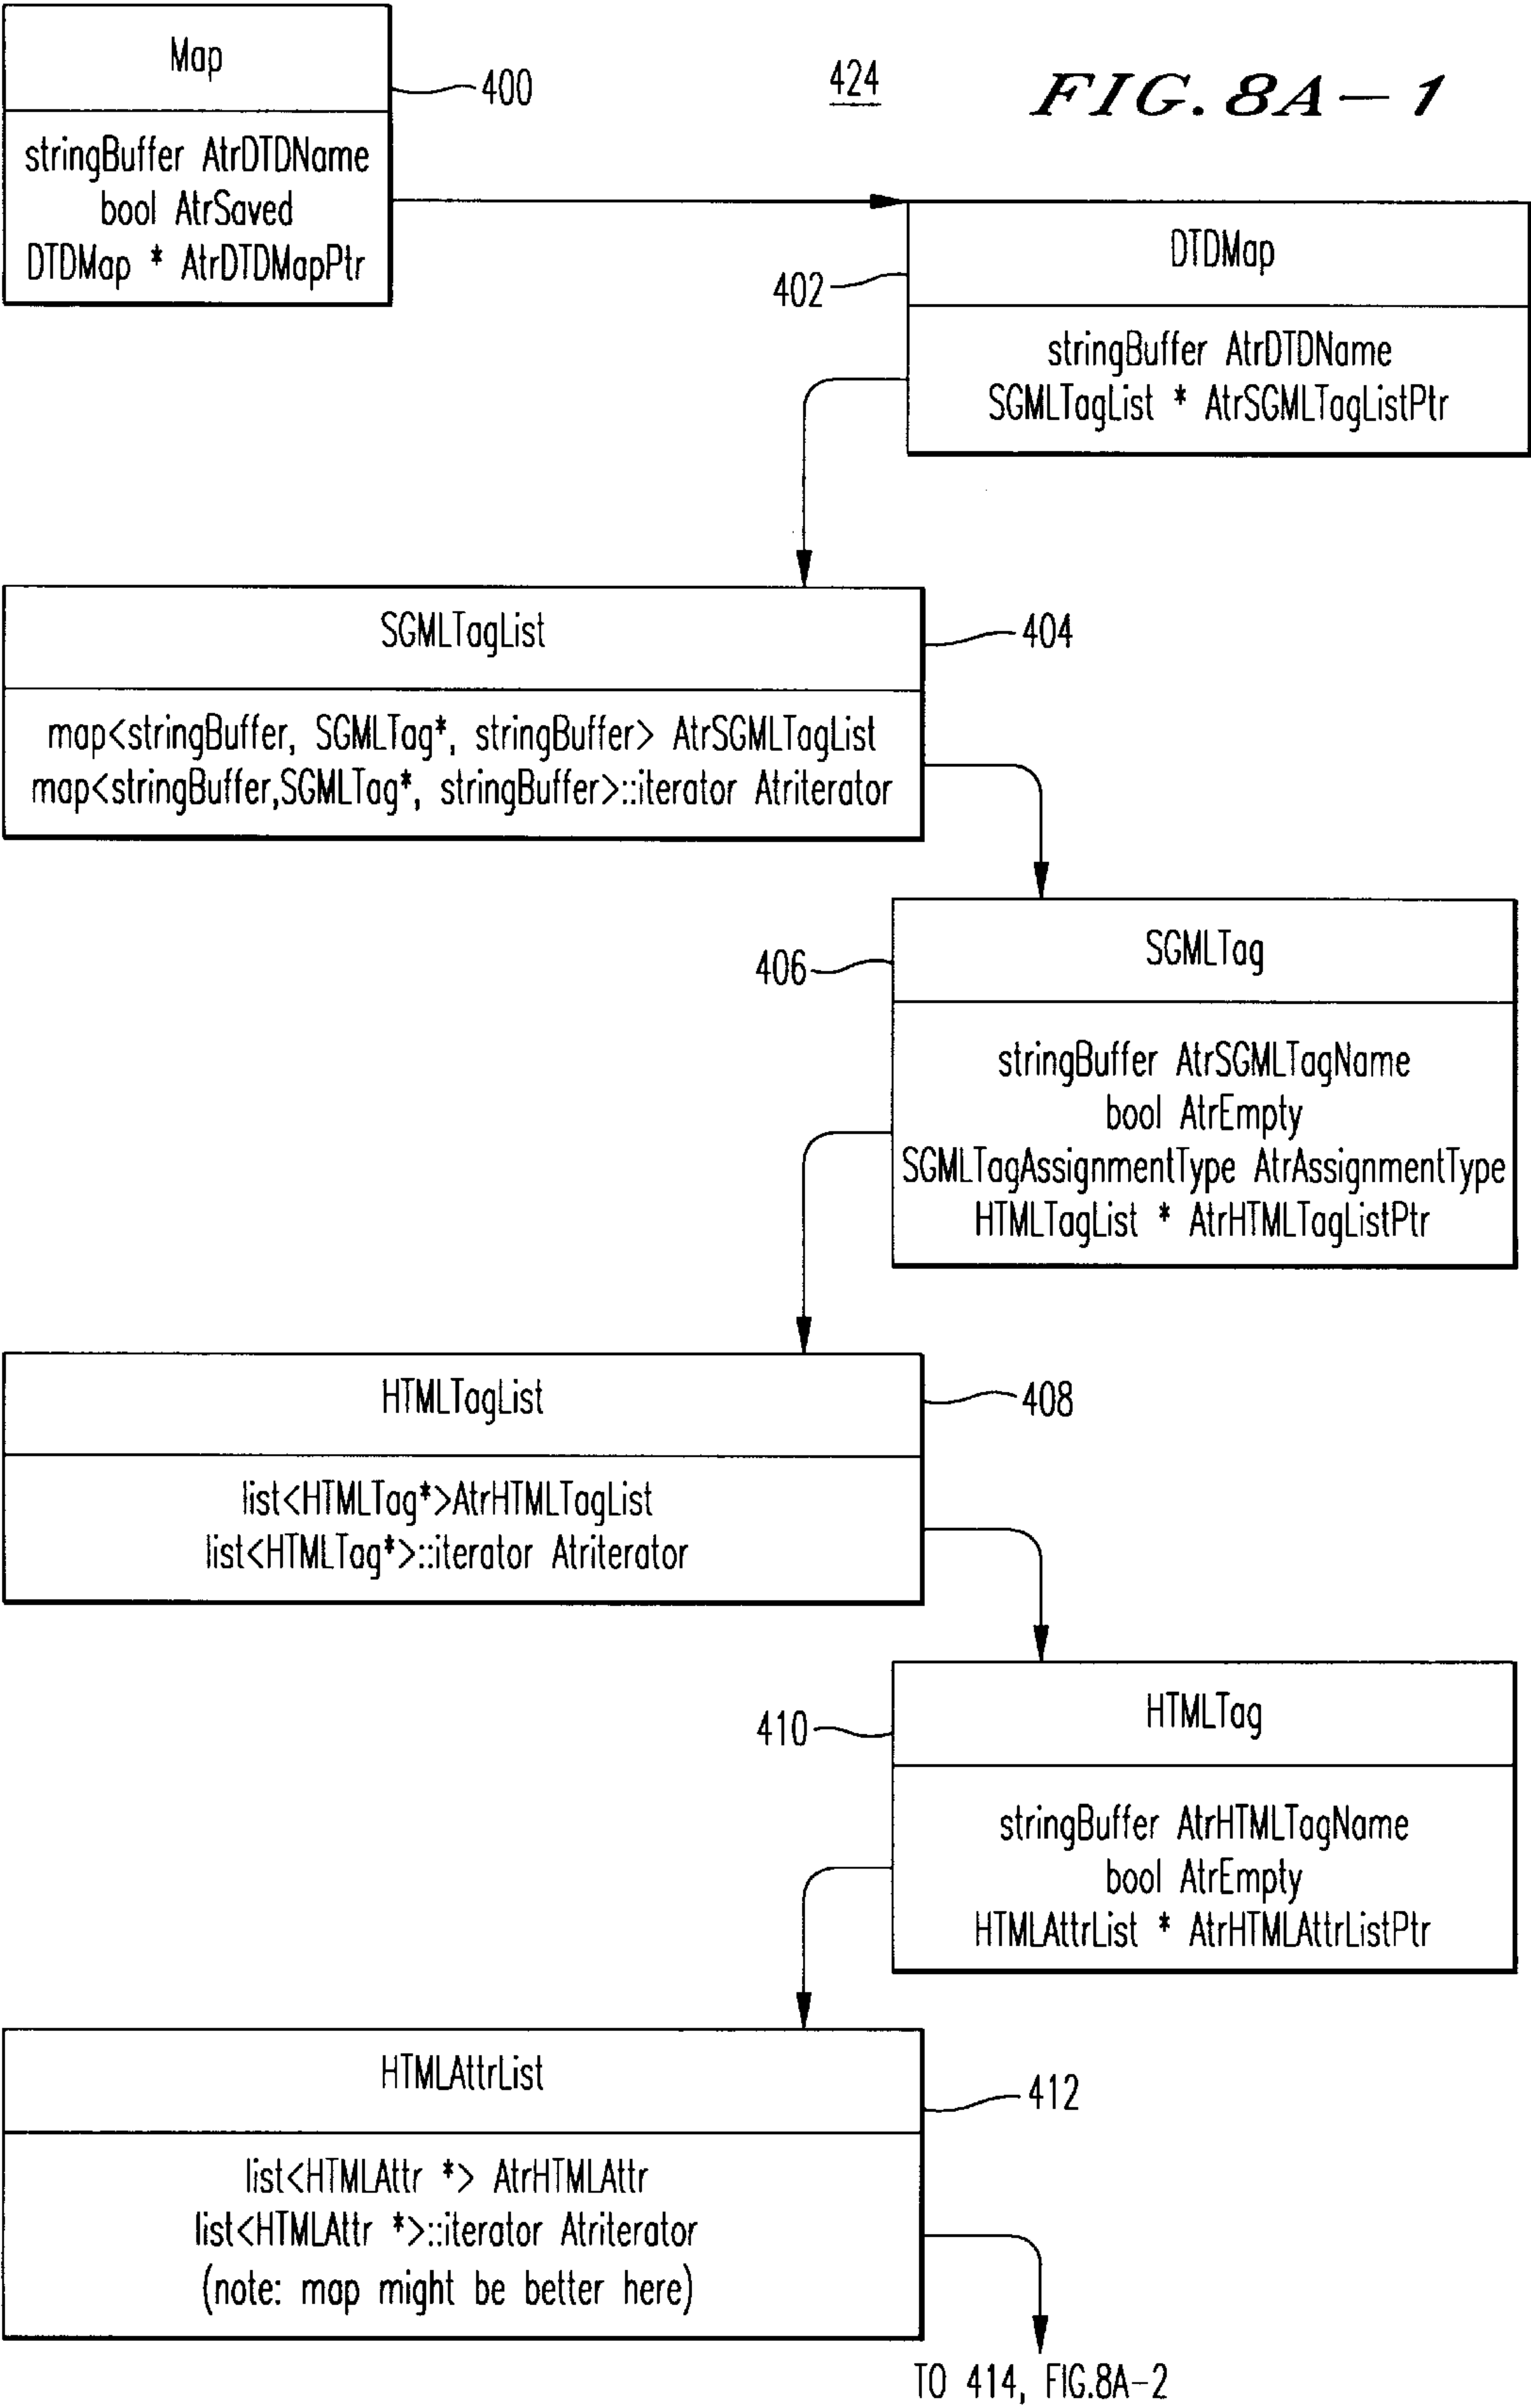 Map
400
424
FIG. 8A-1
stringBuffer AtrDTDName
bool AtrSaved
DTDMap * AtrDTDMapPtr
DTDMap
402
stringBuffer AtrDTDName
SGMLTagList * AtrSGMLTagListPtr
SGMLTagList
404
map<stringBuffer, SGMLTag*, stringBuffer> AtrSGMLTagList
map<stringBuffer,SGMLTag*, stringBuffer>::iterator Atriterator
SGMLTag
406
stringBuffer AtrSGMLTagName
bool AtrEmpty
SGMLTagAssignmentType AtrAssignmentType
HTMLTagList * AtrHTMLTagListPtr
HTMLTagList
408
list<HTMLTag*>AtrHTMLTagList
list<HTMLTag*>::iterator Atriterator
HTMLTag
410
stringBuffer AtrHTMLTagName
bool AtrEmpty
HTMLAttrList * AtrHTMLAttrListPtr
HTMLAttrList
412
list<HTMLAttr *> AtrHTMLAttr
list<HTMLAttr *>::iterator Atriterator
(note: map might be better here)
TO 414, FIG.8A-2